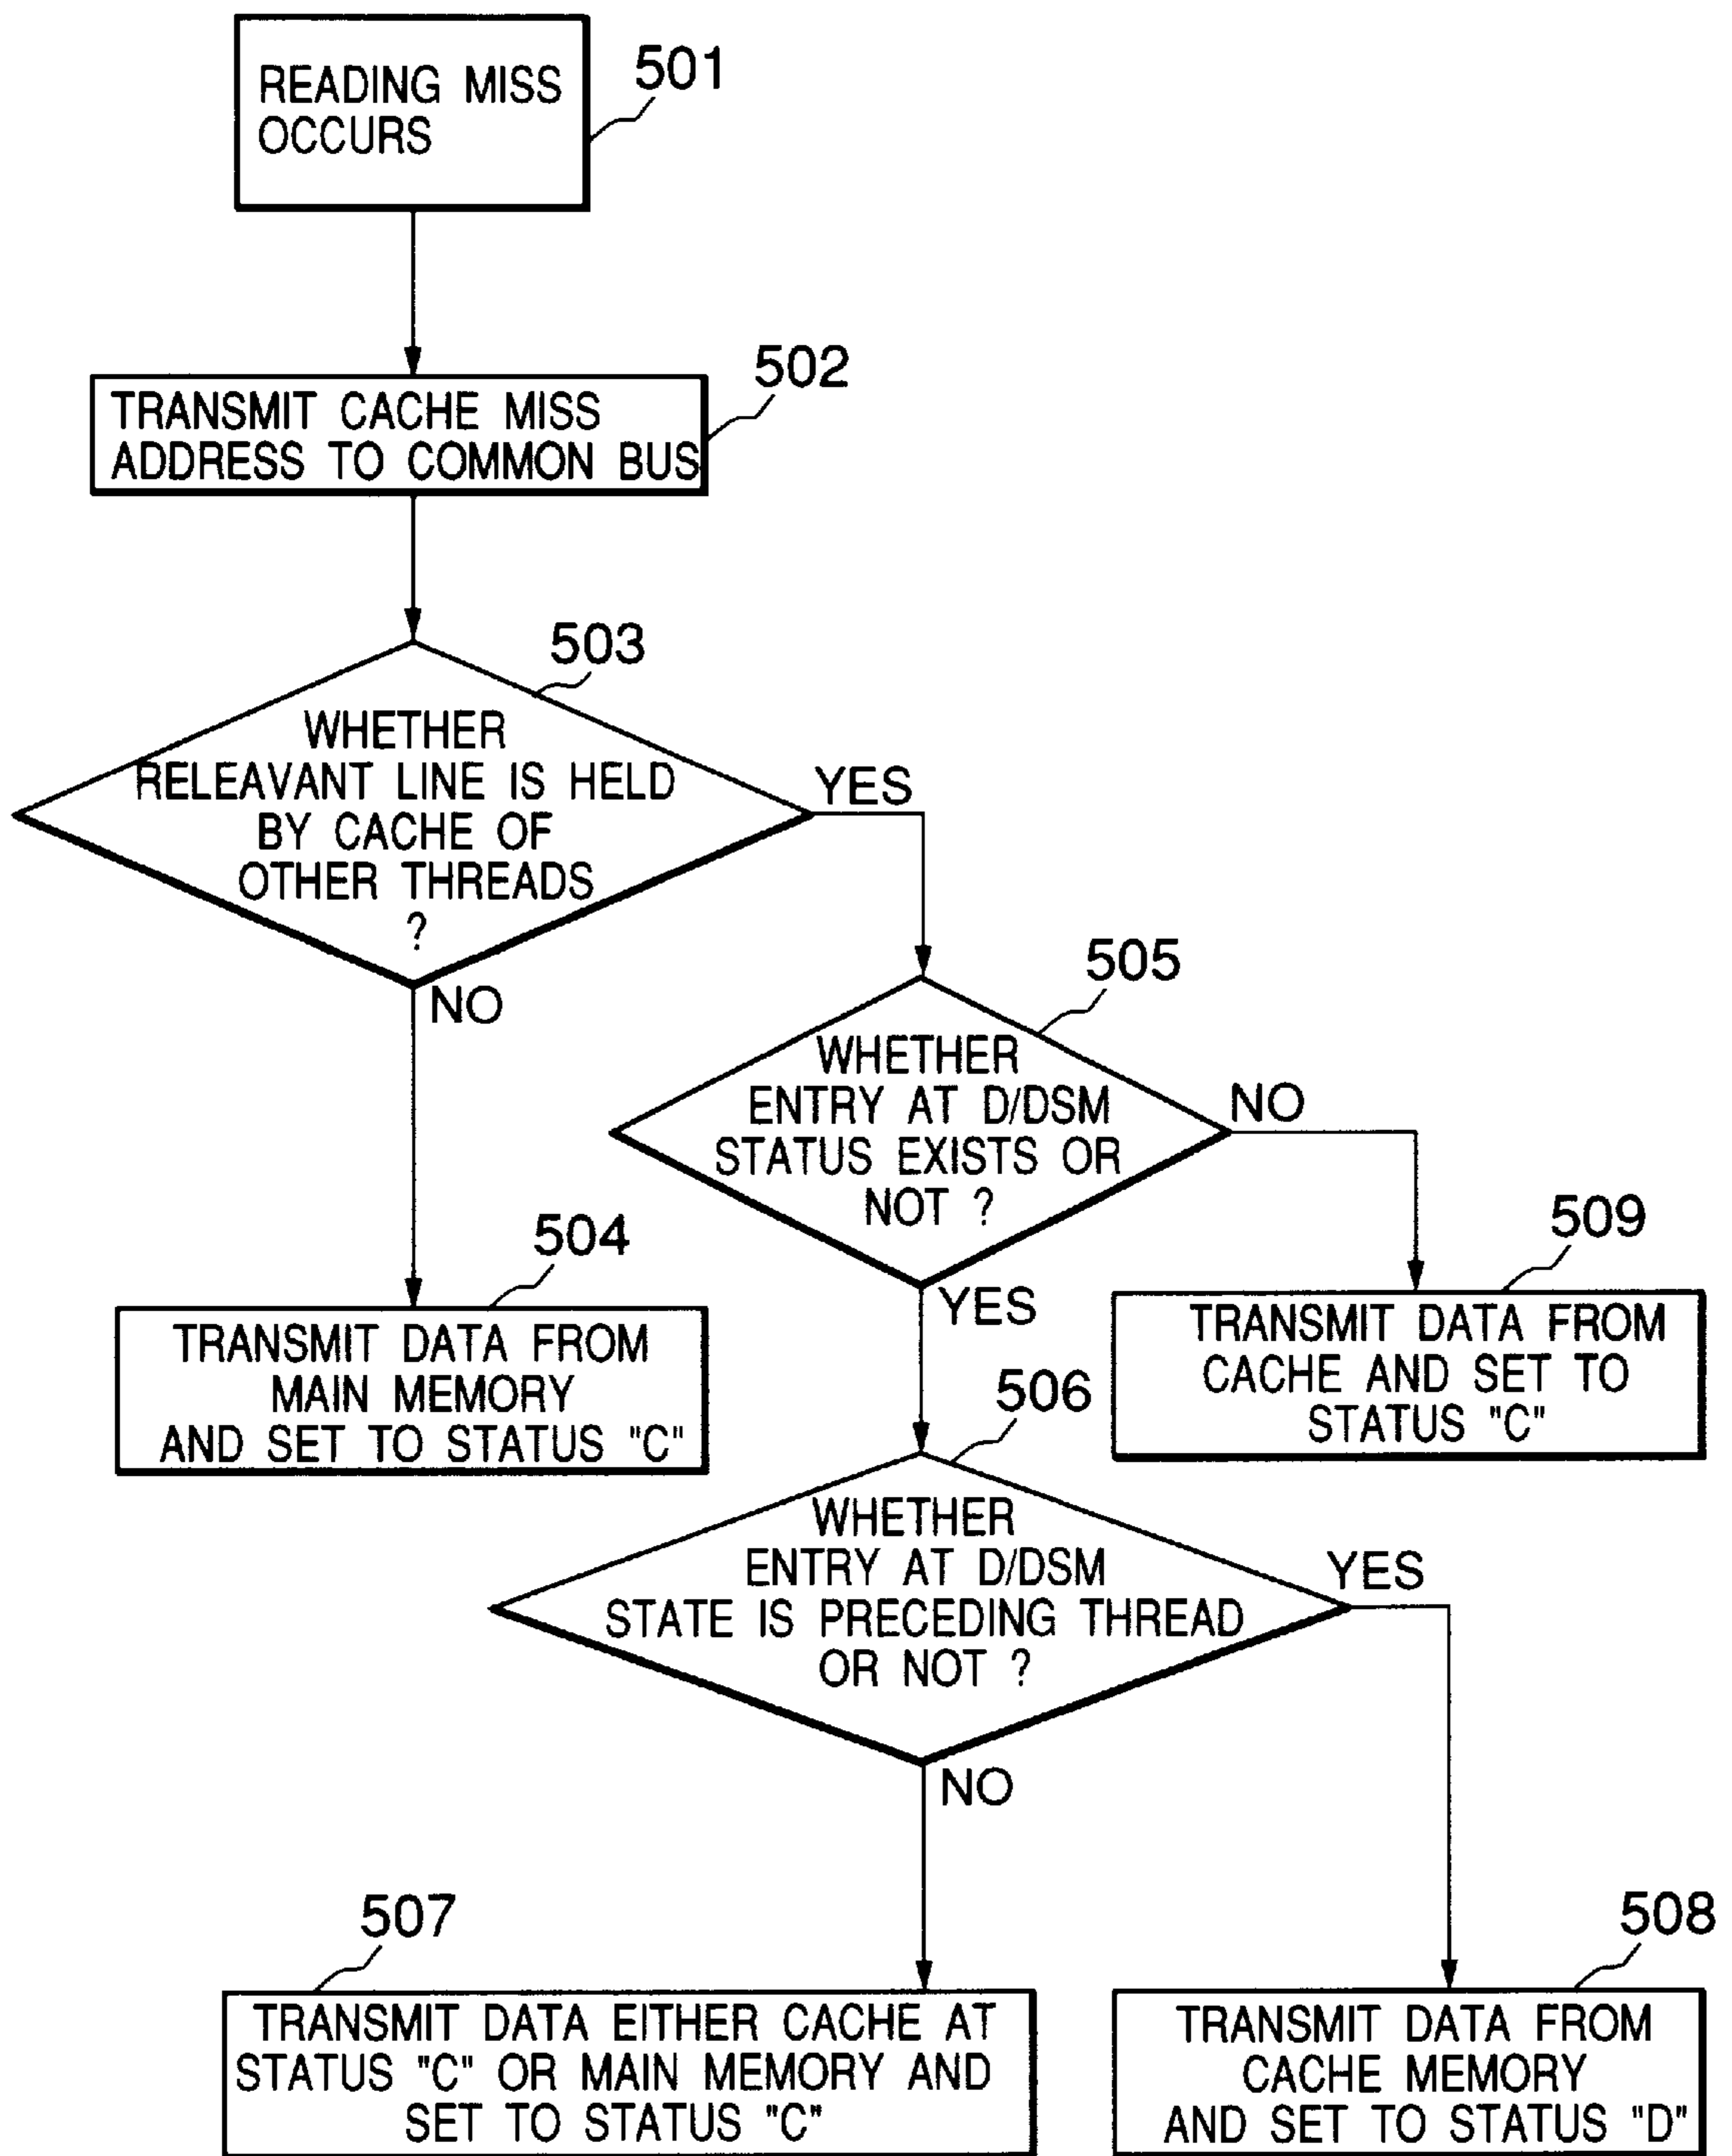 501
READING MISS
OCCURS
502
TRANSMIT CACHE MISS
ADDRESS TO COMMON BUS
503
WHETHER
RELEAVANT LINE IS HELD
BY CACHE OF
OTHER THREADS
?
YES
NO
505
WHETHER
ENTRY AT D/DSM
STATUS EXISTS OR
NOT ?
NO
YES
504
TRANSMIT DATA FROM
MAIN MEMORY
AND SET TO STATUS "C"
509
TRANSMIT DATA FROM
CACHE AND SET TO
STATUS "C"
506
WHETHER
ENTRY AT D/DSM
STATE IS PRECEDING THREAD
OR NOT ?
YES
NO
507
TRANSMIT DATA EITHER CACHE AT
STATUS "C" OR MAIN MEMORY AND
SET TO STATUS "C"
508
TRANSMIT DATA FROM
CACHE MEMORY
AND SET TO STATUS "D"